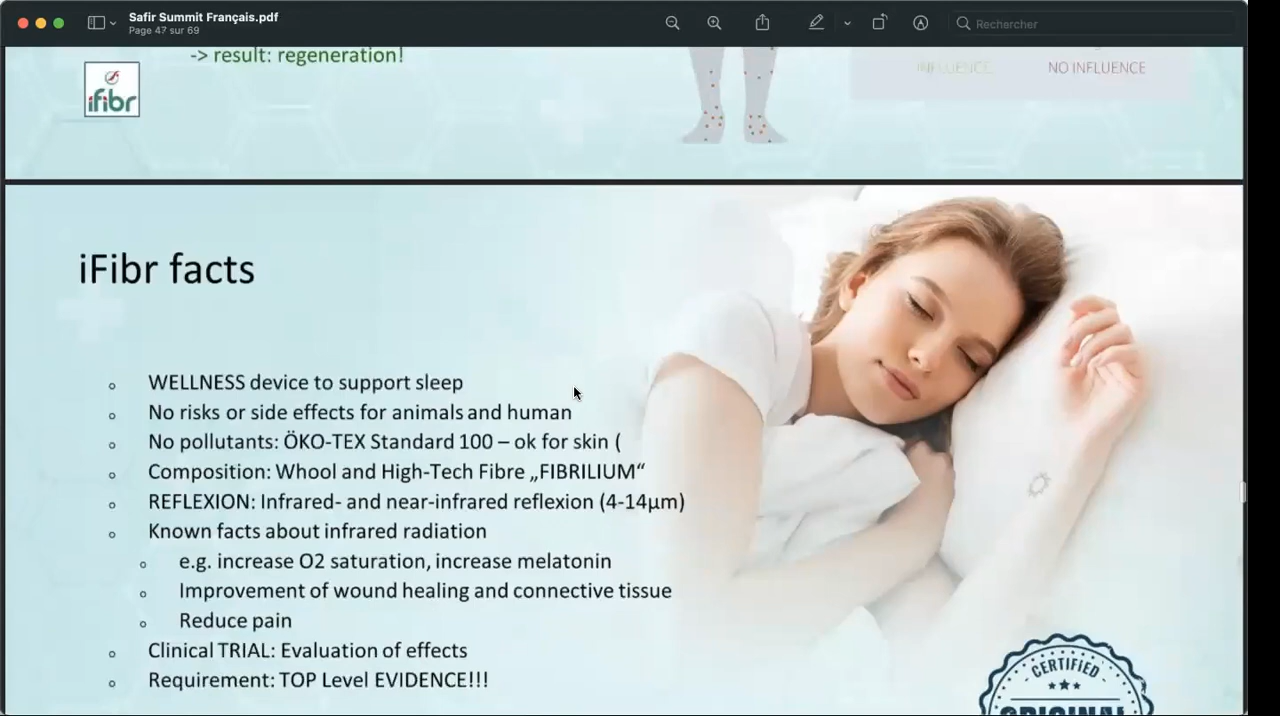 Safir Summit Français.pdf
Page 47 sur 69
Rechercher
-> result: regeneration!
INFLUENCE
NO INFLUENCE
ifibr
iFibr facts
WELLNESS device to support sleep
No risks or side effects for animals and human
No pollutants: ÖKO-TEX Standard 100 – ok for skin (
Composition: Whool and High-Tech Fibre „FIBRILIUM“
REFLEXION: Infrared- and near-infrared reflexion (4-14µm)
Known facts about infrared radiation
e.g. increase O2 saturation, increase melatonin
Improvement of wound healing and connective tissue
Reduce pain
Clinical TRIAL: Evaluation of effects
Requirement: TOP Level EVIDENCE!!!
CERTIFIED
ORIGINAL